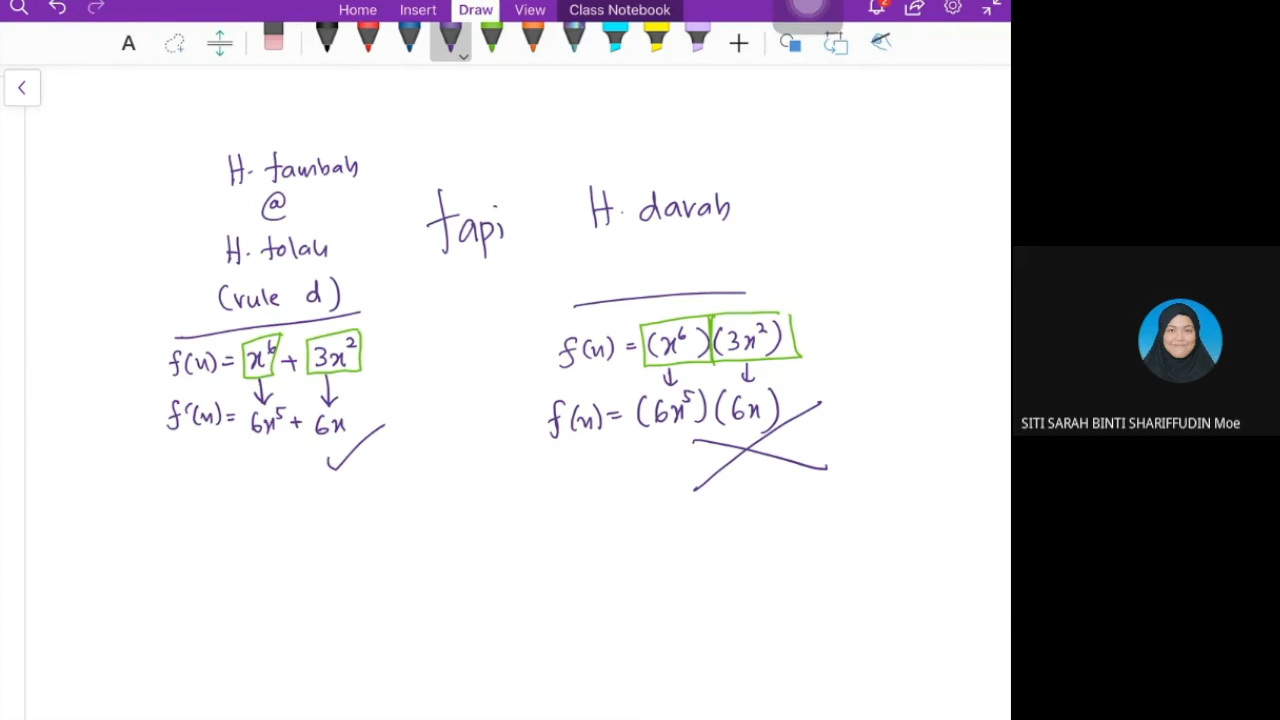 Home Insert Draw View Class Notebook
A
H. tambah
@
H. tolak
(rule d)
f(x) = x⁶ + 3x²
f'(x) = 6x⁵ + 6x
tapi
H. darab
f(x) = (x⁶)(3x²)
f(x) = (6x⁵)(6x)
SITI SARAH BINTI SHARIFFUDIN Moe